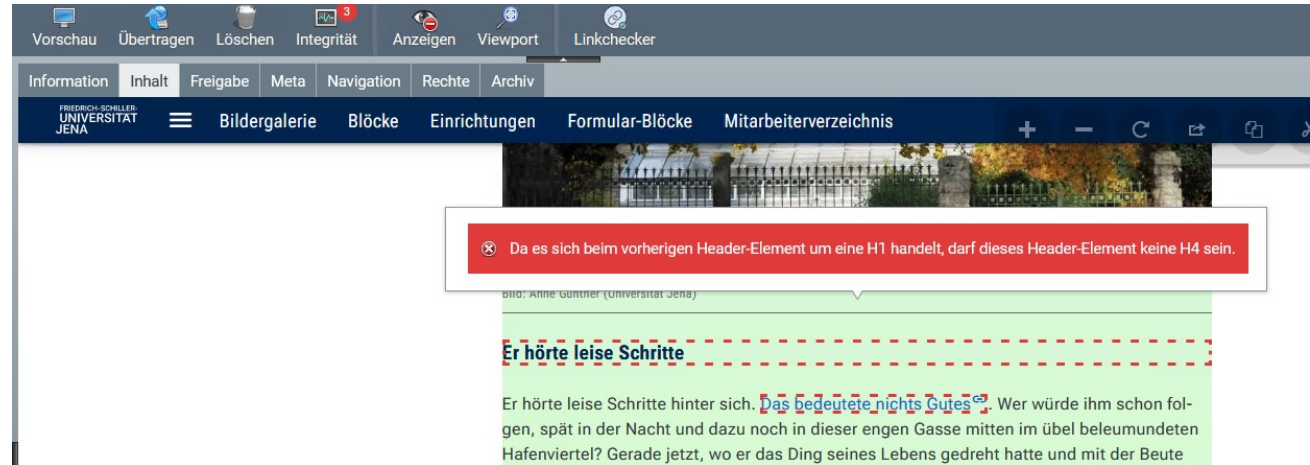 3
Vorschau Übertragen Löschen Integrität Anzeigen Viewport Linkchecker
Information Inhalt Freigabe Meta Navigation Rechte Archiv
FRIEDRICH-SCHILLER-
UNIVERSITÄT
JENA
Bildergalerie Blöcke Einrichtungen Formular-Blöcke Mitarbeiterverzeichnis
Da es sich beim vorherigen Header-Element um eine H1 handelt, darf dieses Header-Element keine H4 sein.
Bild: Anne Günther (Universität Jena)
Er hörte leise Schritte
Er hörte leise Schritte hinter sich. Das bedeutete nichts Gutes. Wer würde ihm schon fol-
gen, spät in der Nacht und dazu noch in dieser engen Gasse mitten im übel beleumundeten
Hafenviertel? Gerade jetzt, wo er das Ding seines Lebens gedreht hatte und mit der Beute